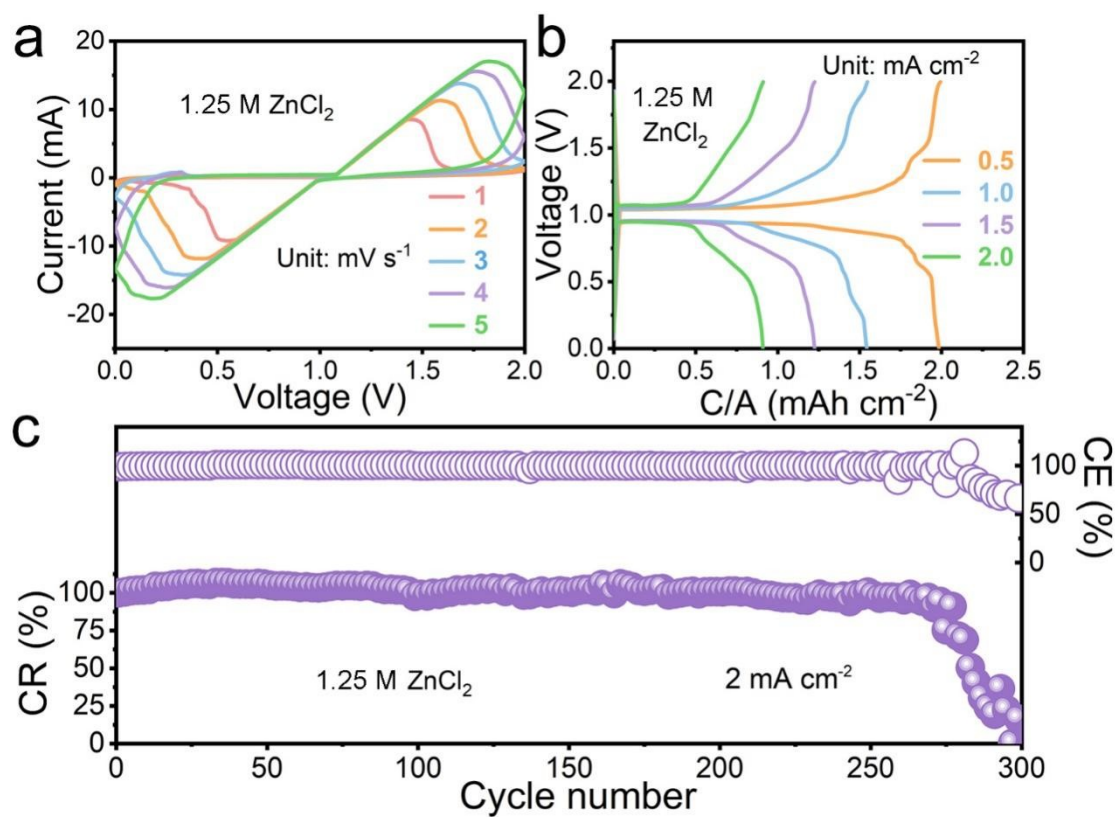 a
20
10
0
-10
-20
Current (mA)
1.25 M ZnCl₂
Unit: mV s⁻¹
1
2
3
4
5
0.0 0.5 1.0 1.5 2.0
Voltage (V)
b
2.0
1.5
1.0
0.5
0.0
Voltage (V)
Unit: mA cm⁻²
1.25 M
ZnCl₂
0.5
1.0
1.5
2.0
0.0 0.5 1.0 1.5 2.0 2.5
C/A (mAh cm⁻²)
c
100
75
50
25
0
CR (%)
100
50
0
CE (%)
1.25 M ZnCl₂
2 mA cm⁻²
0 50 100 150 200 250 300
Cycle number